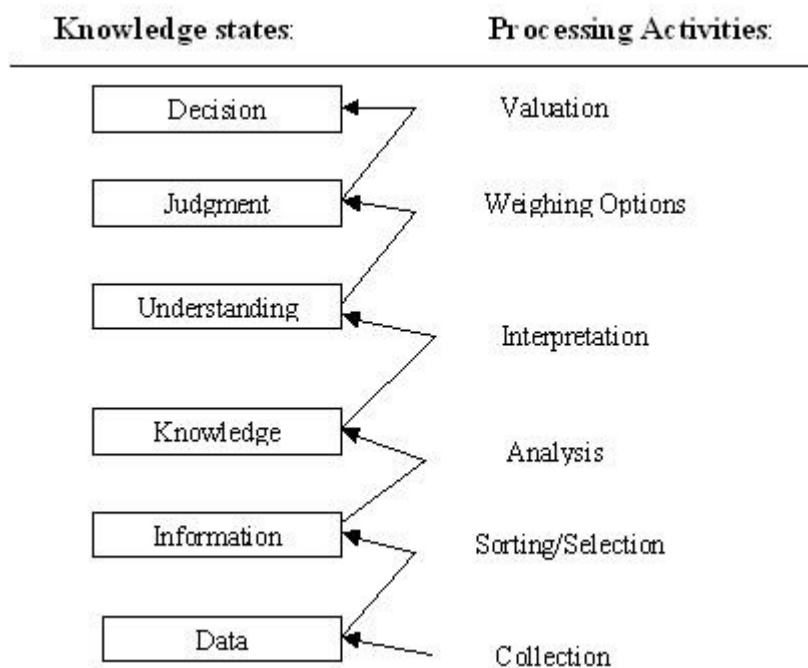 Knowledge states: Processing Activities:
Decision Valuation
Judgment Weighing Options
Understanding
Interpretation
Knowledge
Analysis
Information Sorting/Selection
Data
Collection